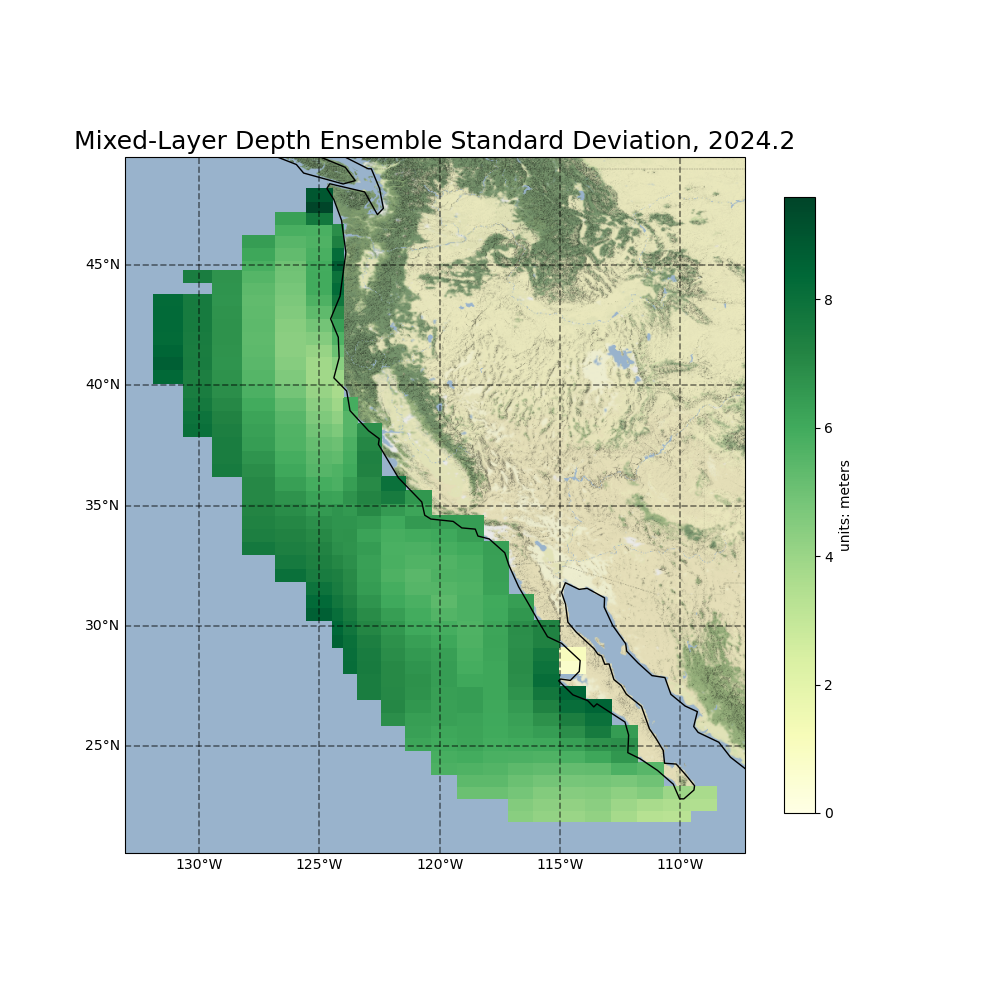 Mixed-Layer Depth Ensemble Standard Deviation, 2024.2
45°N
40°N
35°N
30°N
25°N
130°W
125°W
120°W
115°W
110°W
8
6
4
2
0
units: meters